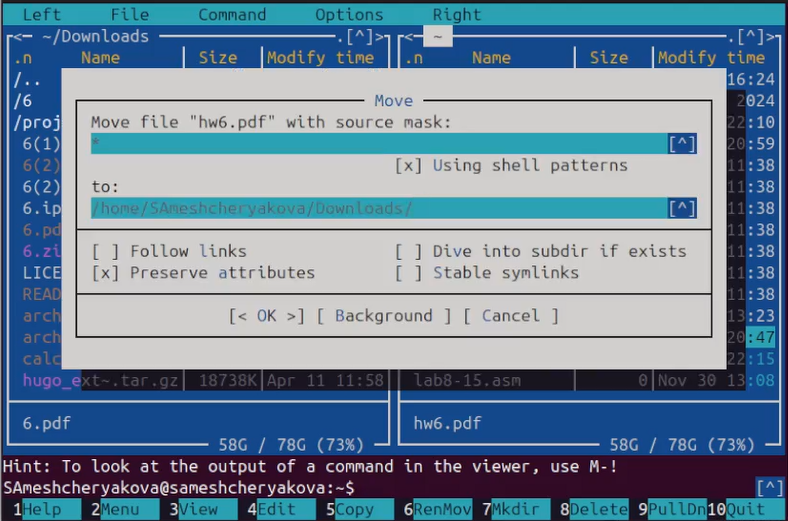 Left File Command Options Right
<─ ~/Downloads .[^]> <─ ~ .[^]>
.n Name Size Modify time .n Name Size Modify time
/.. 16:24
/6 2024
/proj 22:10
6(1) 20:59
6(2) 11:38
6(2) 11:38
6.ip 11:38
6.pd 11:38
6.zi 11:38
LICE 11:38
READ 11:38
arch 13:23
arch 20:47
calc 22:15
hugo_ext~.tar.gz 18738K Apr 11 11:58 lab8-15.asm 0 Nov 30 13:08
Move
Move file "hw6.pdf" with source mask:
* [^]
[x] Using shell patterns
to:
/home/SAmeshcheryakova/Downloads/ [^]
[ ] Follow links [ ] Dive into subdir if exists
[x] Preserve attributes [ ] Stable symlinks
[< OK >] [ Background ] [ Cancel ]
6.pdf hw6.pdf
58G / 78G (73%) 58G / 78G (73%)
Hint: To look at the output of a command in the viewer, use M-!
SAmeshcheryakova@sameshcheryakova:~$ [^]
1Help 2Menu 3View 4Edit 5Copy 6RenMov 7Mkdir 8Delete 9PullDn 10Quit